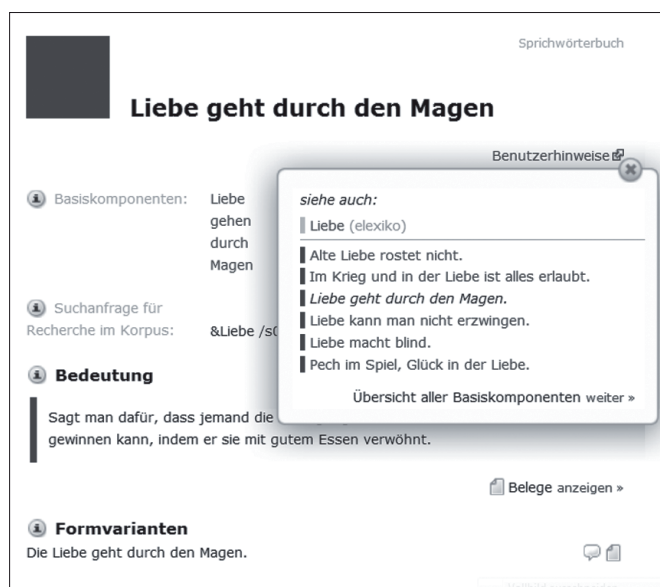 Sprichwörterbuch
Liebe geht durch den Magen
Benutzerhinweise
Basiskomponenten:
Liebe
gehen
durch
Magen
siehe auch:
Liebe (elexiko)
Alte Liebe rostet nicht.
Im Krieg und in der Liebe ist alles erlaubt.
Liebe geht durch den Magen.
Liebe kann man nicht erzwingen.
Liebe macht blind.
Pech im Spiel, Glück in der Liebe.
Übersicht aller Basiskomponenten weiter »
Suchanfrage für
Recherche im Korpus: &Liebe
Bedeutung
Sagt man dafür, dass jemand die
gewinnen kann, indem er sie mit gutem Essen verwöhnt.
Belege anzeigen »
Formvarianten
Die Liebe geht durch den Magen.